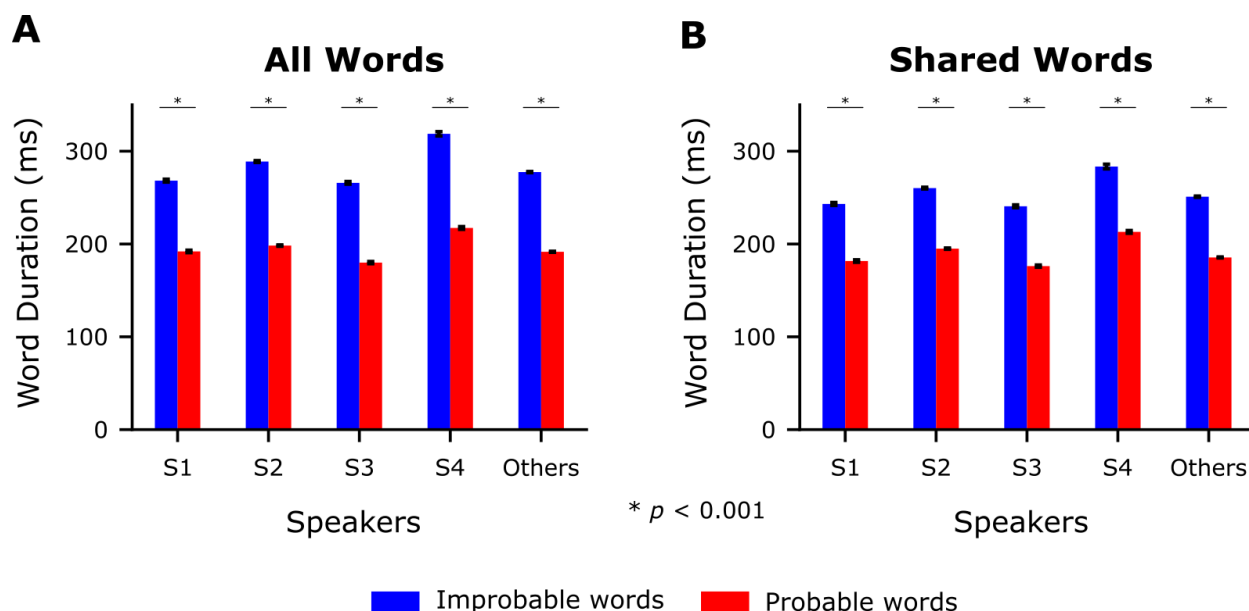 A
All Words
* * * * *
Word Duration (ms)
300
200
100
0
S1 S2 S3 S4 Others
Speakers
B
Shared Words
* * * * *
Word Duration (ms)
300
200
100
0
S1 S2 S3 S4 Others
Speakers
* p < 0.001
Improbable words
Probable words